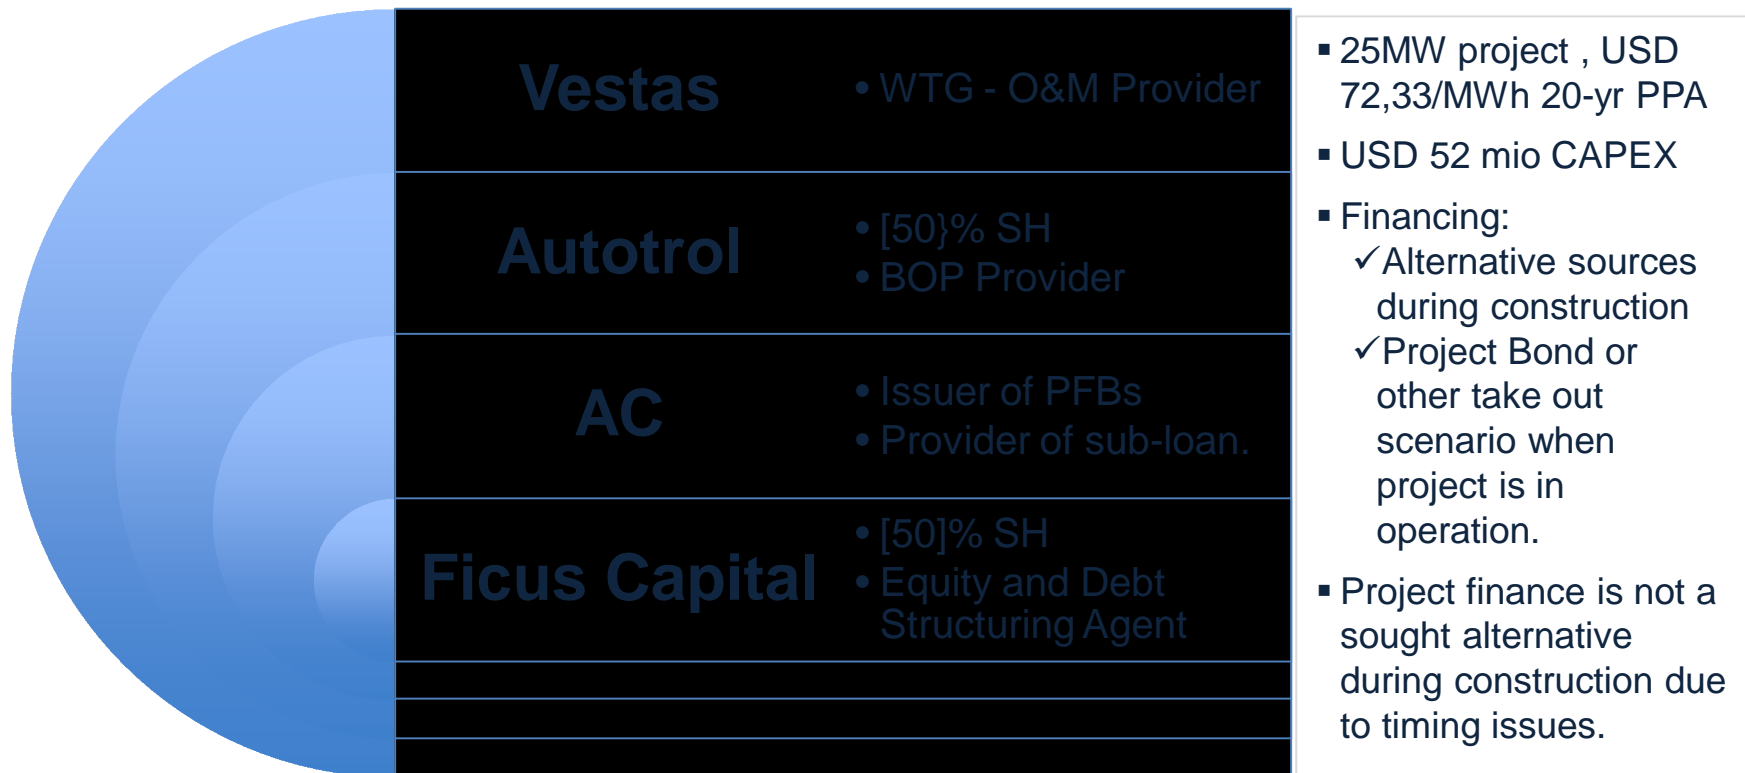 Vestas
• WTG - O&M Provider
Autotrol
• [50}% SH
• BOP Provider
AC
• Issuer of PFBs
• Provider of sub-loan.
Ficus Capital
• [50]% SH
• Equity and Debt
Structuring Agent
▪ 25MW project , USD
72,33/MWh 20-yr PPA
▪ USD 52 mio CAPEX
▪ Financing:
✓Alternative sources
during construction
✓Project Bond or
other take out
scenario when
project is in
operation.
▪ Project finance is not a
sought alternative
during construction due
to timing issues.